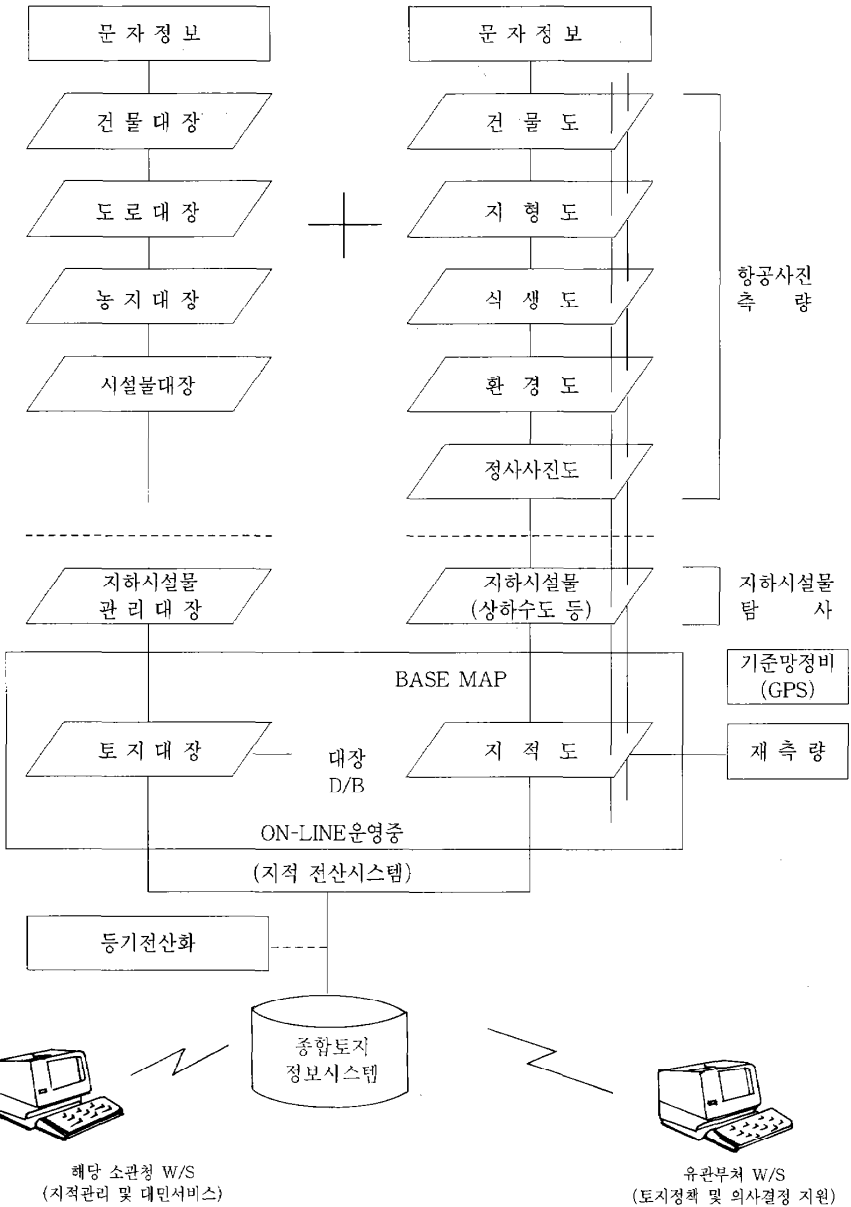 문 자 정 보
문 자 정 보
건 물 대 장
건 물 도
도 로 대 장
지 형 도
항공사진
측 량
농 지 대 장
식 생 도
시설물대장
환 경 도
정사사진도
지하시설물
관 리 대 장
지하시설물
(상하수도 등)
지하시설물
탐 사
BASE MAP
기준망정비
(GPS)
토 지 대 장
대장
D/B
지 적 도
재 측 량
ON-LINE운영중
(지적 전산시스템)
등기전산화
종합토지
정보시스템
해당 소관청 W/S
(지적관리 및 대민서비스)
유관부처 W/S
(토지정책 및 의사결정 지원)